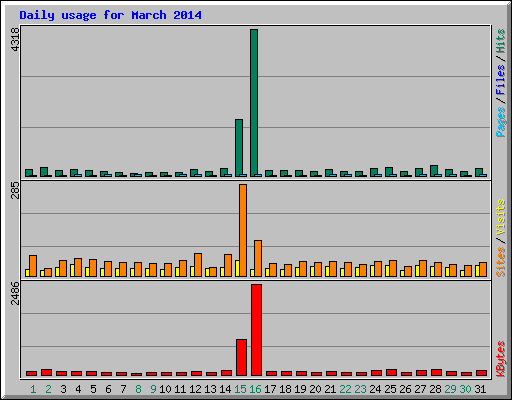 Daily usage for March 2014
4318
Pages / Files / Hits
285
Sites / Visits
2486
KBytes
1 2 3 4 5 6 7 8 9 10 11 12 13 14 15 16 17 18 19 20 21 22 23 24 25 26 27 28 29 30 31